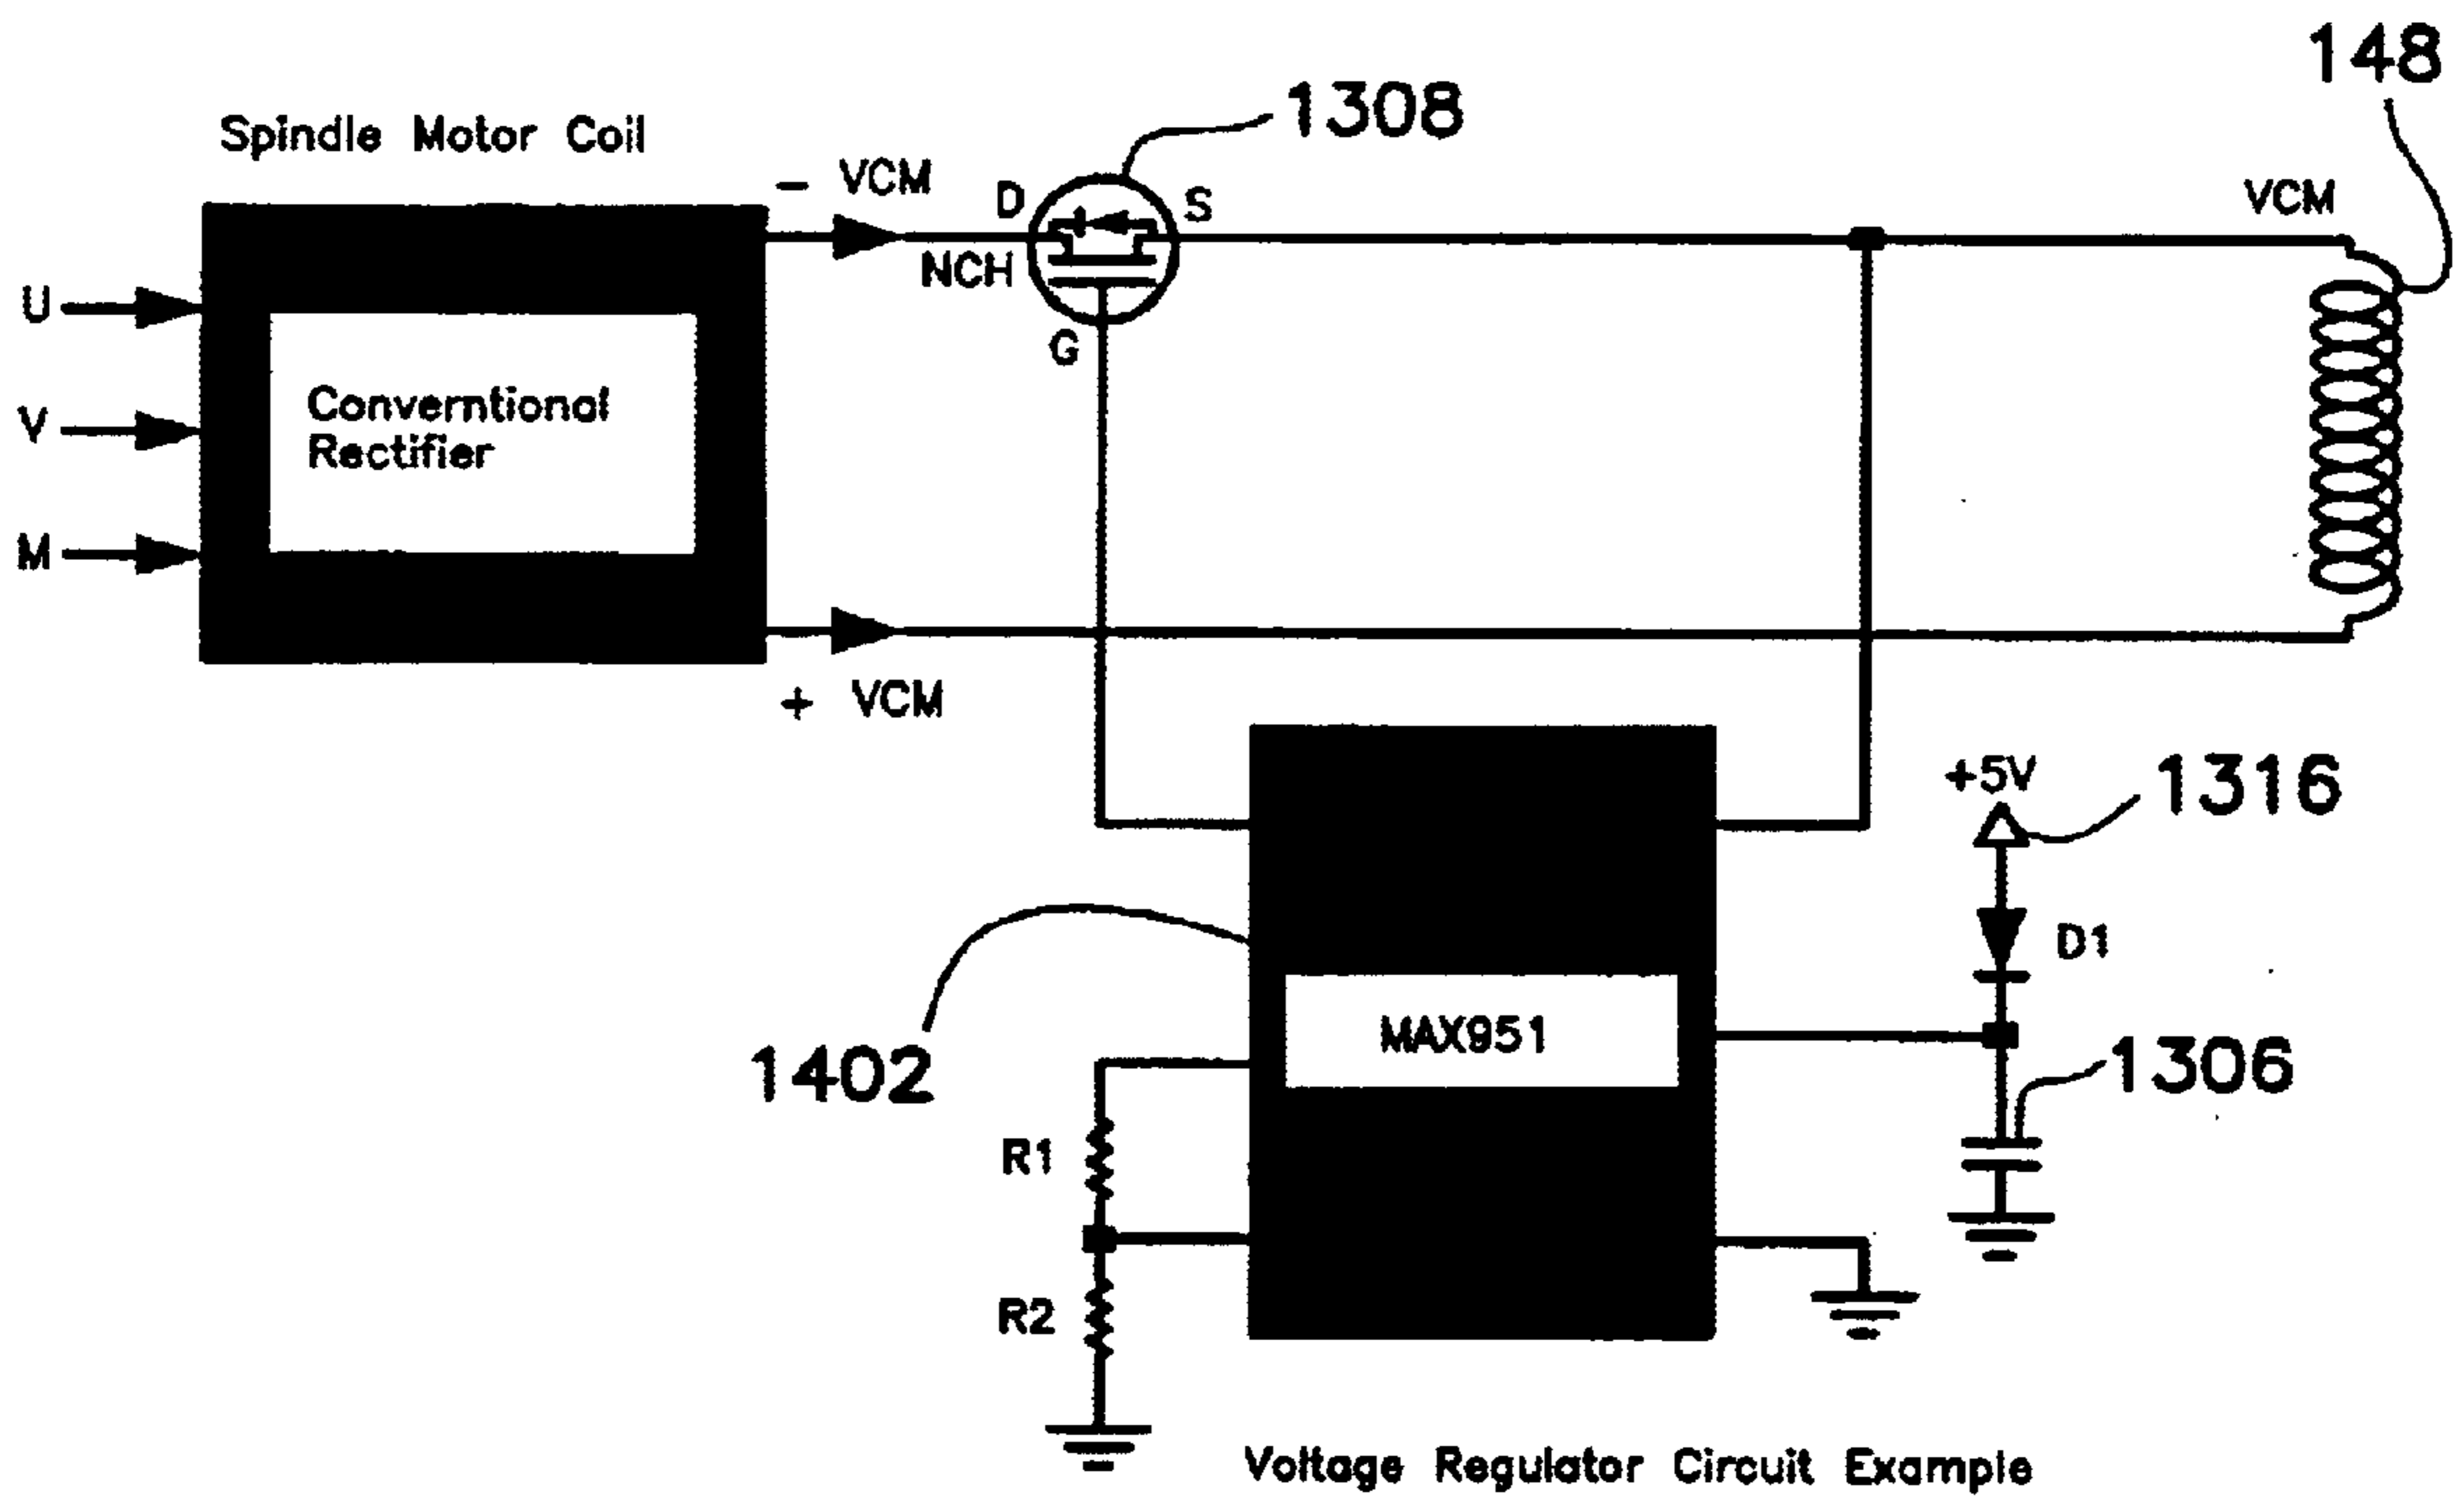 148
1308
Spindle Motor Coil
- VCM
D
S
VCM
NCH
U
G
Converntional
Rectifier
V
M
+ VCM
+5V
1316
D1
MAX951
1402
1306
R1
R2
Voltage Regulator Circuit Example